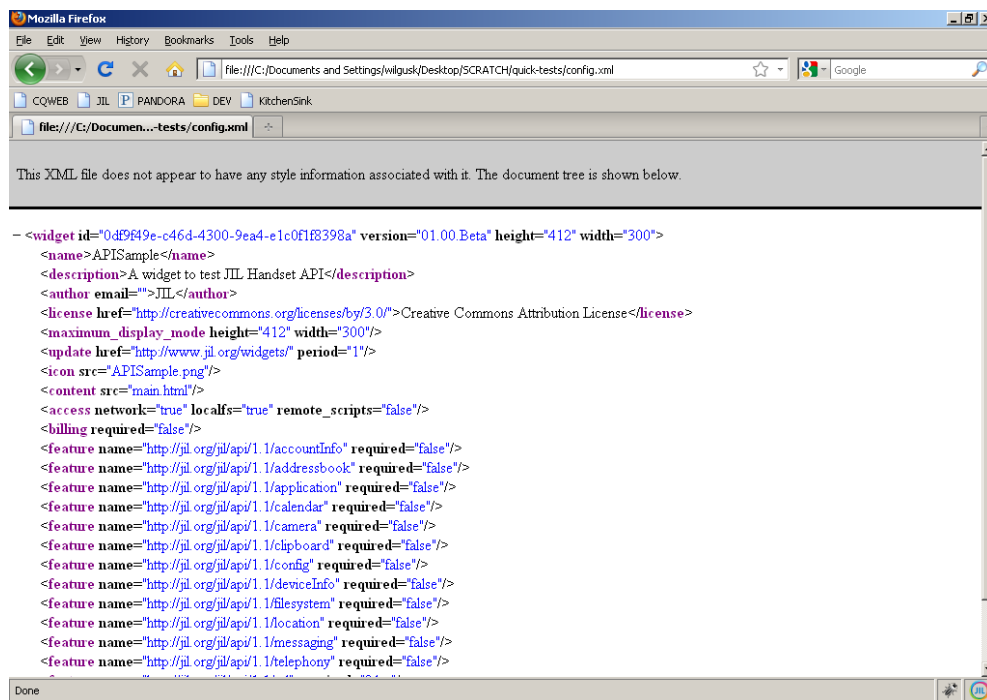 Mozilla Firefox
File Edit View History Bookmarks Tools Help
file:///C:/Documents and Settings/wilgusk/Desktop/SCRATCH/quick-tests/config.xml Google
CQWEB JIL P PANDORA DEV KitchenSink
file:///C:/Documen...-tests/config.xml
This XML file does not appear to have any style information associated with it. The document tree is shown below.
− <widget id="0df9f49e-c46d-4300-9ea4-e1c0f1f8398a" version="01.00.Beta" height="412" width="300">
<name>APISample</name>
<description>A widget to test JIL Handset API</description>
<author email="">JIL</author>
<license href="http://creativecommons.org/licenses/by/3.0/">Creative Commons Attribution License</license>
<maximum_display_mode height="412" width="300"/>
<update href="http://www.jil.org/widgets/" period="1"/>
<icon src="APISample.png"/>
<content src="main.html"/>
<access network="true" localfs="true" remote_scripts="false"/>
<billing required="false"/>
<feature name="http://jil.org/jil/api/1.1/accountInfo" required="false"/>
<feature name="http://jil.org/jil/api/1.1/addressbook" required="false"/>
<feature name="http://jil.org/jil/api/1.1/application" required="false"/>
<feature name="http://jil.org/jil/api/1.1/calendar" required="false"/>
<feature name="http://jil.org/jil/api/1.1/camera" required="false"/>
<feature name="http://jil.org/jil/api/1.1/clipboard" required="false"/>
<feature name="http://jil.org/jil/api/1.1/config" required="false"/>
<feature name="http://jil.org/jil/api/1.1/deviceInfo" required="false"/>
<feature name="http://jil.org/jil/api/1.1/filesystem" required="false"/>
<feature name="http://jil.org/jil/api/1.1/location" required="false"/>
<feature name="http://jil.org/jil/api/1.1/messaging" required="false"/>
<feature name="http://jil.org/jil/api/1.1/telephony" required="false"/>
Done